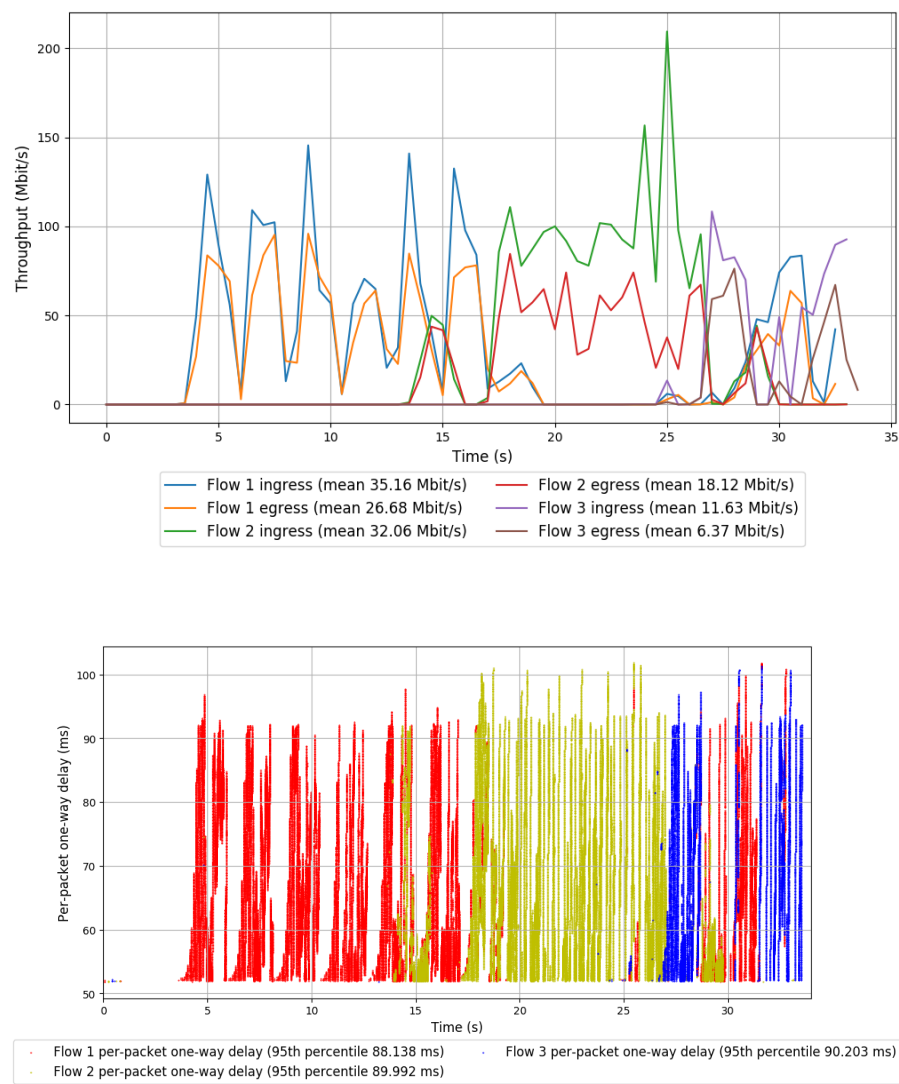 200
150
100
50
0
Throughput (Mbit/s)
0 5 10 15 20 25 30 35
Time (s)
Flow 1 ingress (mean 35.16 Mbit/s) Flow 2 egress (mean 18.12 Mbit/s)
Flow 1 egress (mean 26.68 Mbit/s) Flow 3 ingress (mean 11.63 Mbit/s)
Flow 2 ingress (mean 32.06 Mbit/s) Flow 3 egress (mean 6.37 Mbit/s)
100
90
80
70
60
50
Per-packet one-way delay (ms)
0 5 10 15 20 25 30
Time (s)
Flow 1 per-packet one-way delay (95th percentile 88.138 ms) Flow 3 per-packet one-way delay (95th percentile 90.203 ms)
Flow 2 per-packet one-way delay (95th percentile 89.992 ms)